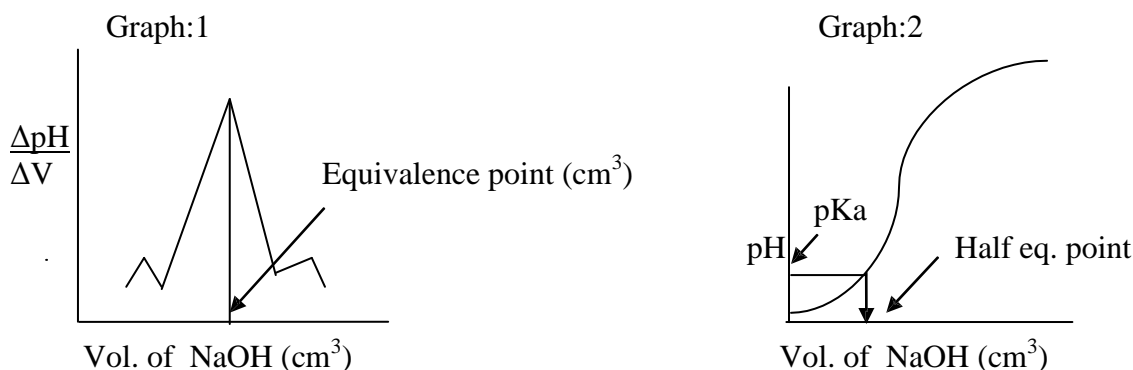 Graph:1
ΔpH
ΔV
Equivalence point (cm³)
Vol. of NaOH (cm³)
Graph:2
pKa
pH
Half eq. point
Vol. of NaOH (cm³)